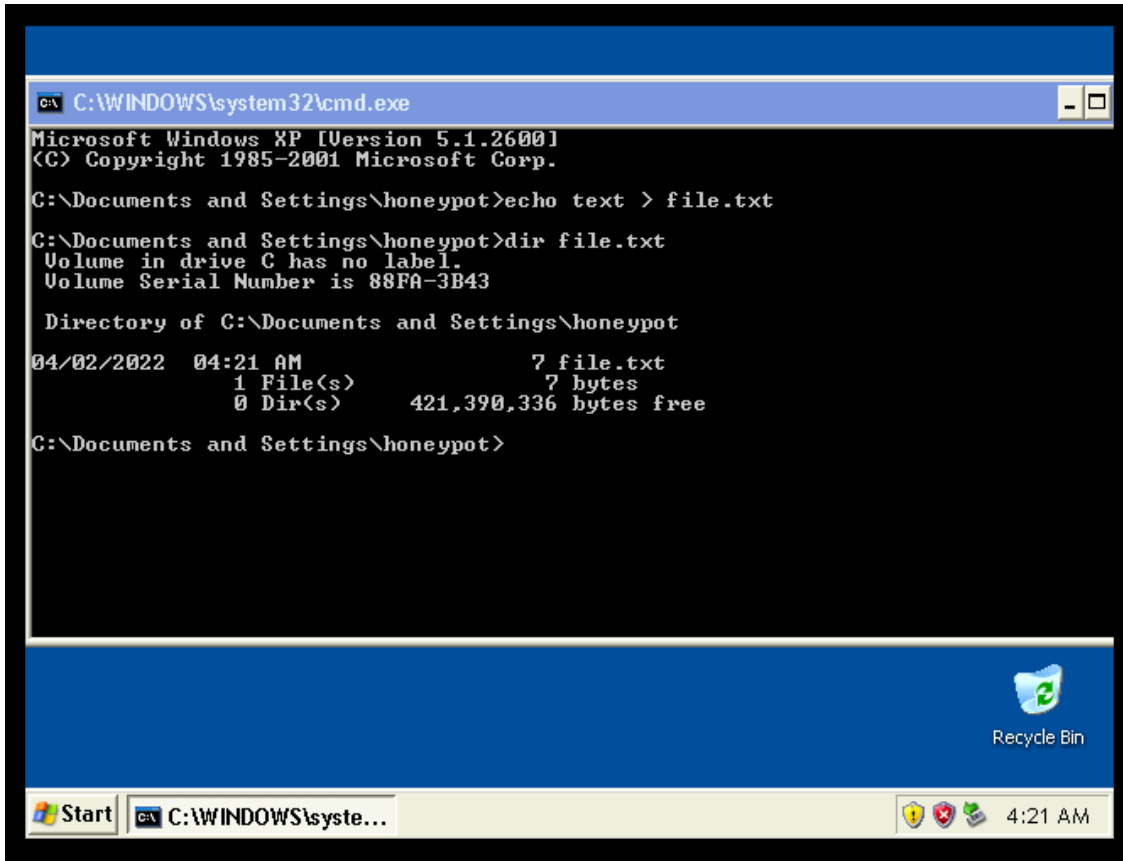 C:\WINDOWS\system32\cmd.exe
Microsoft Windows XP [Version 5.1.2600]
(C) Copyright 1985-2001 Microsoft Corp.
C:\Documents and Settings\honeypot>echo text > file.txt
C:\Documents and Settings\honeypot>dir file.txt
 Volume in drive C has no label.
 Volume Serial Number is 88FA-3B43
 Directory of C:\Documents and Settings\honeypot
04/02/2022  04:21 AM                 7 file.txt
               1 File(s)              7 bytes
               0 Dir(s)     421,390,336 bytes free
C:\Documents and Settings\honeypot>
Recycle Bin
Start C:\WINDOWS\syste... 4:21 AM